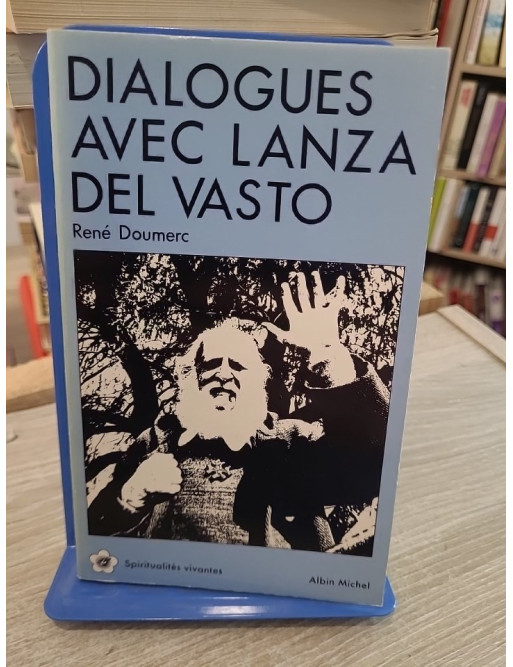 DIALOGUES
AVEC LANZA
DEL VASTO
René Doumerc
Spiritualités vivantes
Albin Michel